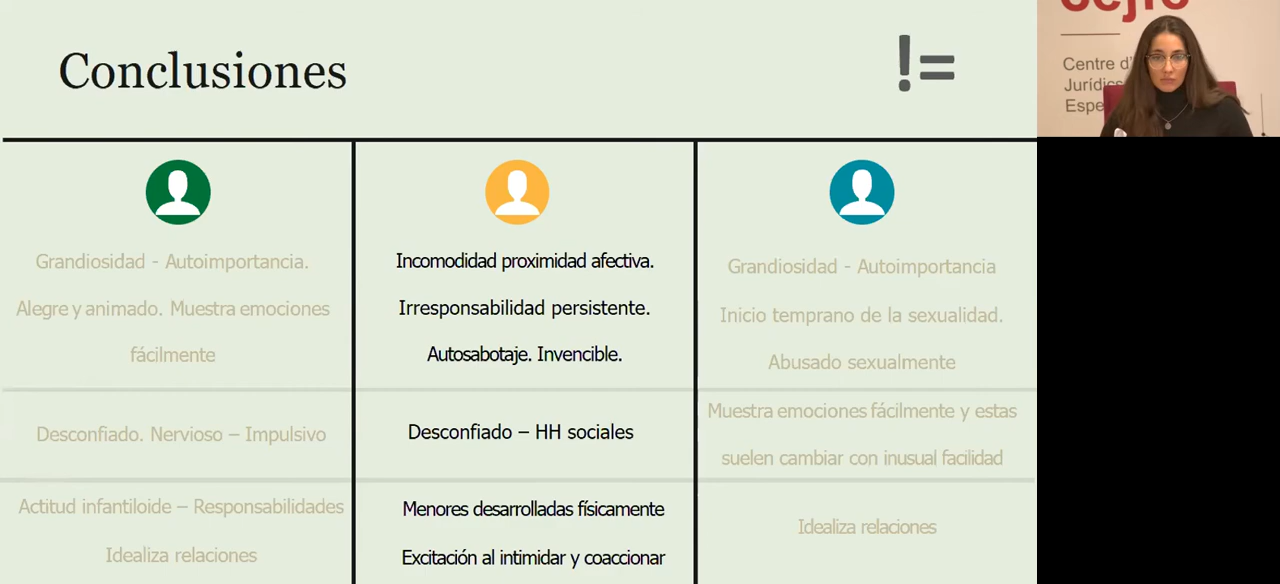 Conclusiones
!=
cejfe
Centre d'
Jurídics
Espe
Grandiosidad - Autoimportancia.
Alegre y animado. Muestra emociones
fácilmente
Desconfiado. Nervioso – Impulsivo
Actitud infantiloide – Responsabilidades
Idealiza relaciones
Incomodidad proximidad afectiva.
Irresponsabilidad persistente.
Autosabotaje. Invencible.
Desconfiado – HH sociales
Menores desarrolladas físicamente
Excitación al intimidar y coaccionar
Grandiosidad - Autoimportancia
Inicio temprano de la sexualidad.
Abusado sexualmente
Muestra emociones fácilmente y estas
suelen cambiar con inusual facilidad
Idealiza relaciones